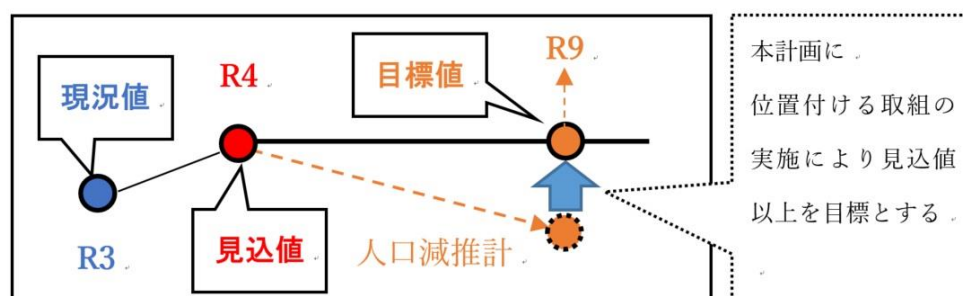 現況値
R3
R4
見込値
人口減推計
目標値
R9
本計画に
位置付ける取組の
実施により見込値
以上を目標とする